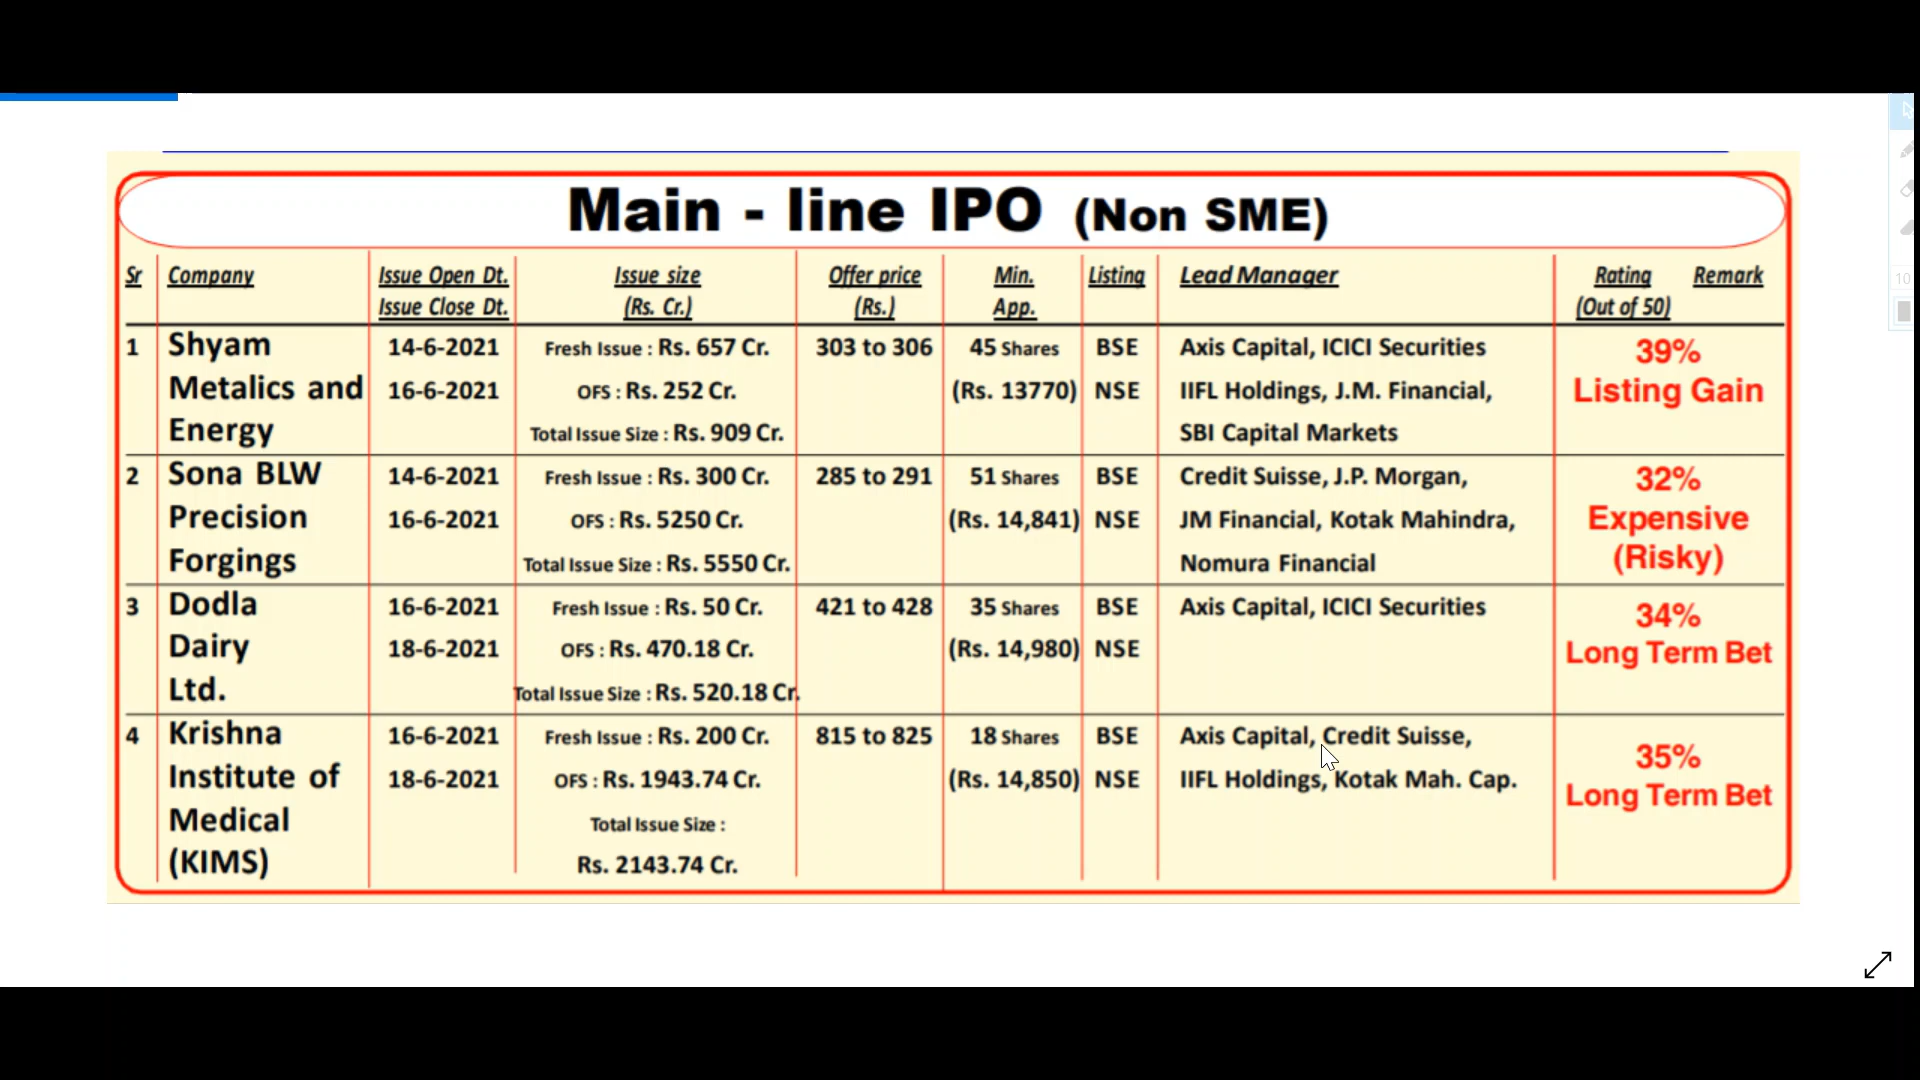 Main - line IPO (Non SME)
Sr Company Issue Open Dt. Issue size Offer price Min. Listing Lead Manager Rating Remark
Issue Close Dt. (Rs. Cr.) (Rs.) App. (Out of 50)
1 Shyam 14-6-2021 Fresh Issue : Rs. 657 Cr. 303 to 306 45 Shares BSE Axis Capital, ICICI Securities 39%
Metalics and 16-6-2021 OFS : Rs. 252 Cr. (Rs. 13770) NSE IIFL Holdings, J.M. Financial, Listing Gain
Energy Total Issue Size : Rs. 909 Cr. SBI Capital Markets
2 Sona BLW 14-6-2021 Fresh Issue : Rs. 300 Cr. 285 to 291 51 Shares BSE Credit Suisse, J.P. Morgan, 32%
Precision 16-6-2021 OFS : Rs. 5250 Cr. (Rs. 14,841) NSE JM Financial, Kotak Mahindra, Expensive
Forgings Total Issue Size : Rs. 5550 Cr. Nomura Financial (Risky)
3 Dodla 16-6-2021 Fresh Issue : Rs. 50 Cr. 421 to 428 35 Shares BSE Axis Capital, ICICI Securities 34%
Dairy 18-6-2021 OFS : Rs. 470.18 Cr. (Rs. 14,980) NSE Long Term Bet
Ltd. Total Issue Size : Rs. 520.18 Cr.
4 Krishna 16-6-2021 Fresh Issue : Rs. 200 Cr. 815 to 825 18 Shares BSE Axis Capital, Credit Suisse, 35%
Institute of 18-6-2021 OFS : Rs. 1943.74 Cr. (Rs. 14,850) NSE IIFL Holdings, Kotak Mah. Cap. Long Term Bet
Medical Total Issue Size :
(KIMS) Rs. 2143.74 Cr.
10